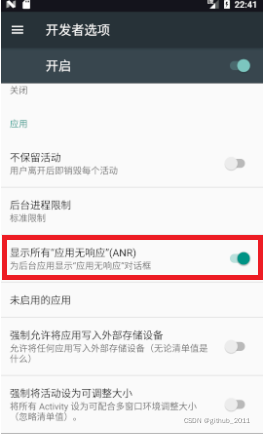 22:41
开发者选项
开启
关闭
应用
不保留活动
用户离开后即销毁每个活动
后台进程限制
标准限制
显示所有"应用无响应"(ANR)
为后台应用显示"应用无响应"对话框
未启用的应用
强制允许将应用写入外部存储设备
允许将任何应用写入外部存储设备（无论清单值是
什么）
强制将活动设为可调整大小
将所有 Activity 设为可配合多窗口环境调整大小
（忽略清单值）。
CSDN @github_2011